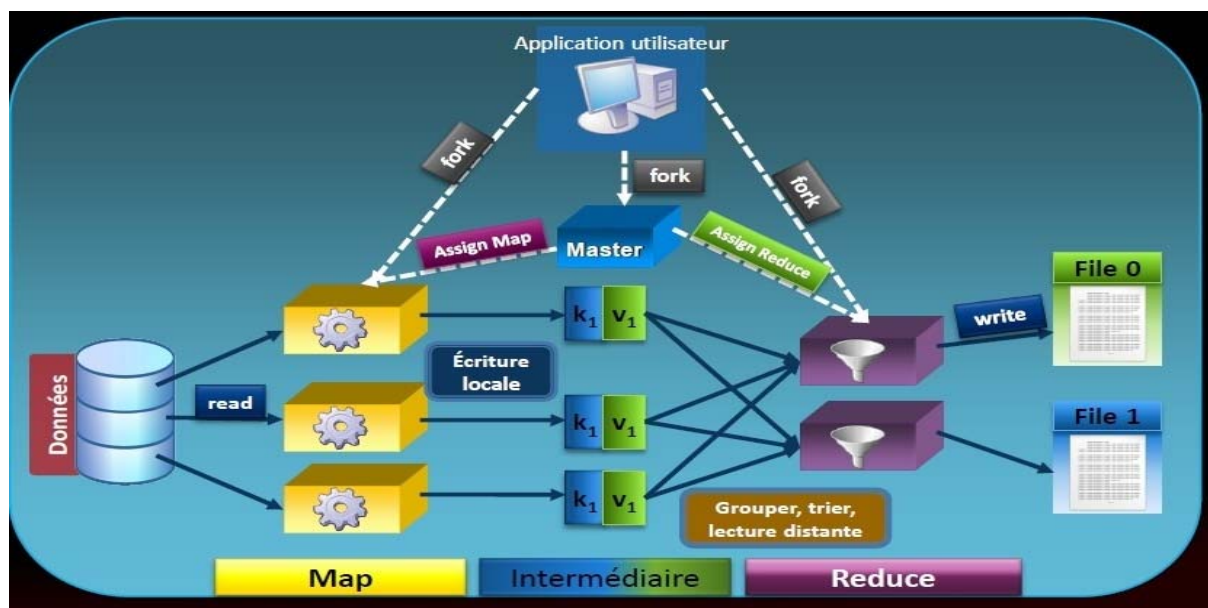 Application utilisateur
fork
fork
fork
Assign Map
Master
Assign Reduce
File 0
k₁ v₁
write
Écriture
locale
Données
read
k₁ v₁
File 1
k₁ v₁
Grouper, trier,
lecture distante
Map
Intermédiaire
Reduce